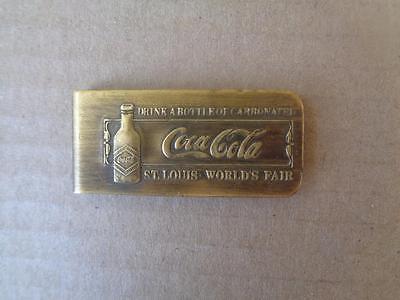 DRINK A BOTTLE OF CARBONATED
Coca-Cola
ST. LOUIS WORLD'S FAIR